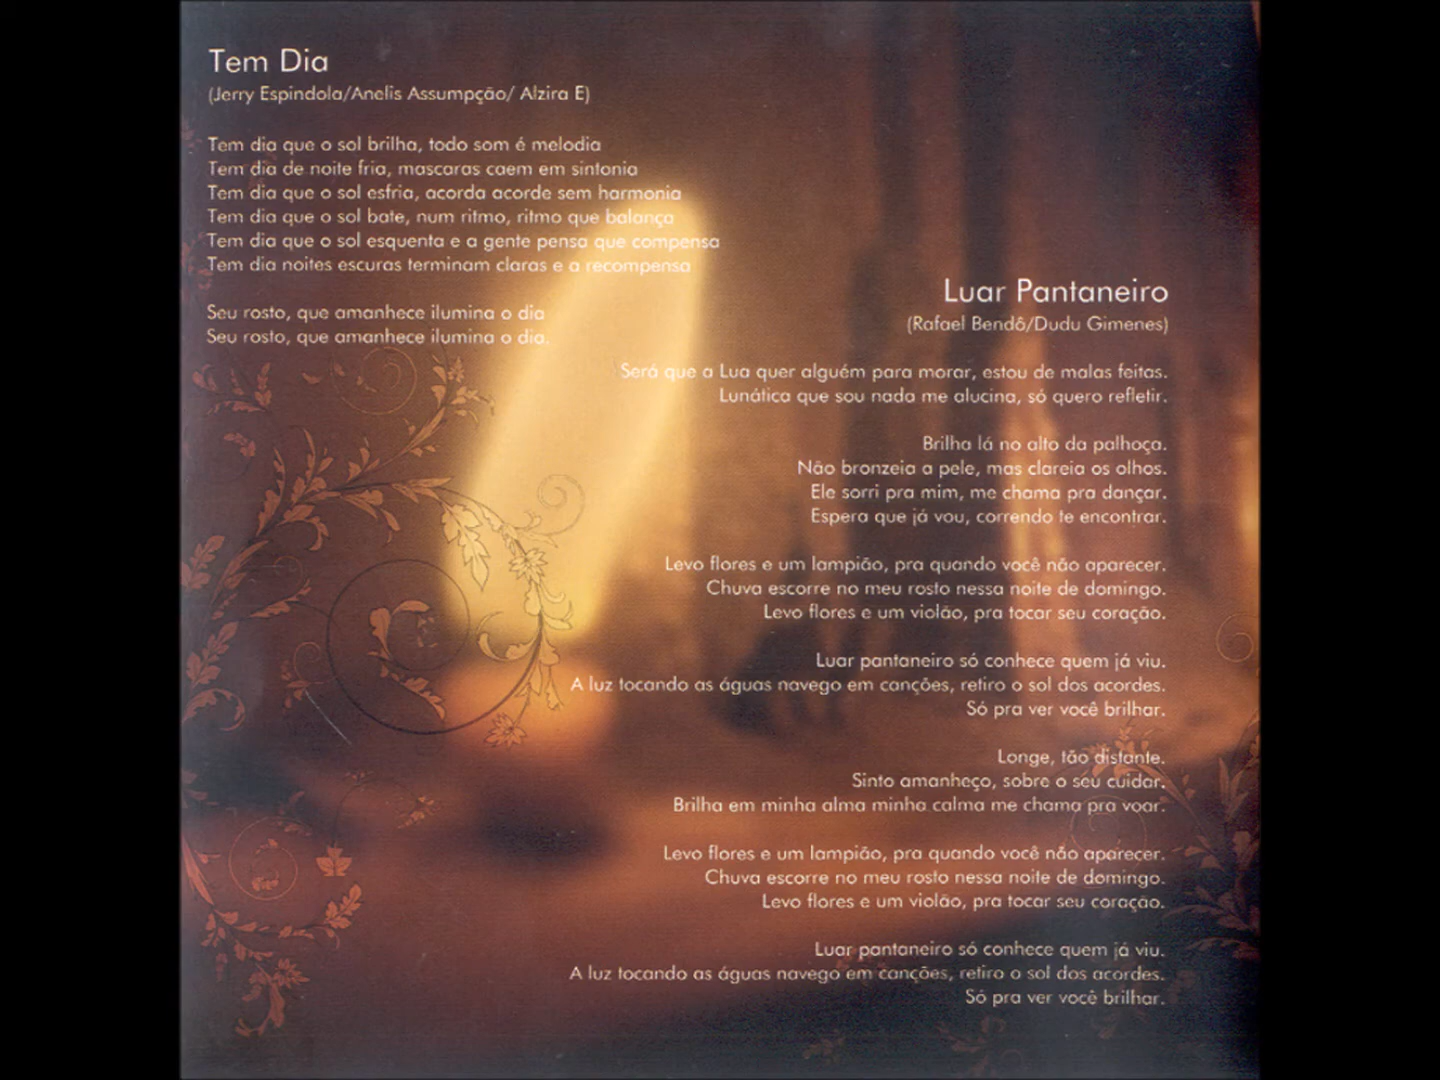 Tem Dia
(Jerry Espindola/Anelis Assumpção/ Alzira E)
Tem dia que o sol brilha, todo som é melodia
Tem dia de noite fria, mascaras caem em sintonia
Tem dia que o sol esfria, acorda acorde sem harmonia
Tem dia que o sol bate, num ritmo, ritmo que balança
Tem dia que o sol esquenta e a gente pensa que compensa
Tem dia noites escuras terminam claras e a recompensa
Seu rosto, que amanhece ilumina o dia
Seu rosto, que amanhece ilumina o dia.
Luar Pantaneiro
(Rafael Bendô/Dudu Gimenes)
Será que a Lua quer alguém para morar, estou de malas feitas.
Lunática que sou nada me alucina, só quero refletir.
Brilha lá no alto da palhoça.
Não bronzeia a pele, mas clareia os olhos.
Ele sorri pra mim, me chama pra dançar.
Espera que já vou, correndo te encontrar.
Levo flores e um lampião, pra quando você não aparecer.
Chuva escorre no meu rosto nessa noite de domingo.
Levo flores e um violão, pra tocar seu coração.
Luar pantaneiro só conhece quem já viu.
A luz tocando as águas navego em canções, retiro o sol dos acordes.
Só pra ver você brilhar.
Longe, tão distante.
Sinto amanheço, sobre o seu cuidar.
Brilha em minha alma minha calma me chama pra voar.
Levo flores e um lampião, pra quando você não aparecer.
Chuva escorre no meu rosto nessa noite de domingo.
Levo flores e um violão, pra tocar seu coração.
Luar pantaneiro só conhece quem já viu.
A luz tocando as águas navego em canções, retiro o sol dos acordes.
Só pra ver você brilhar.